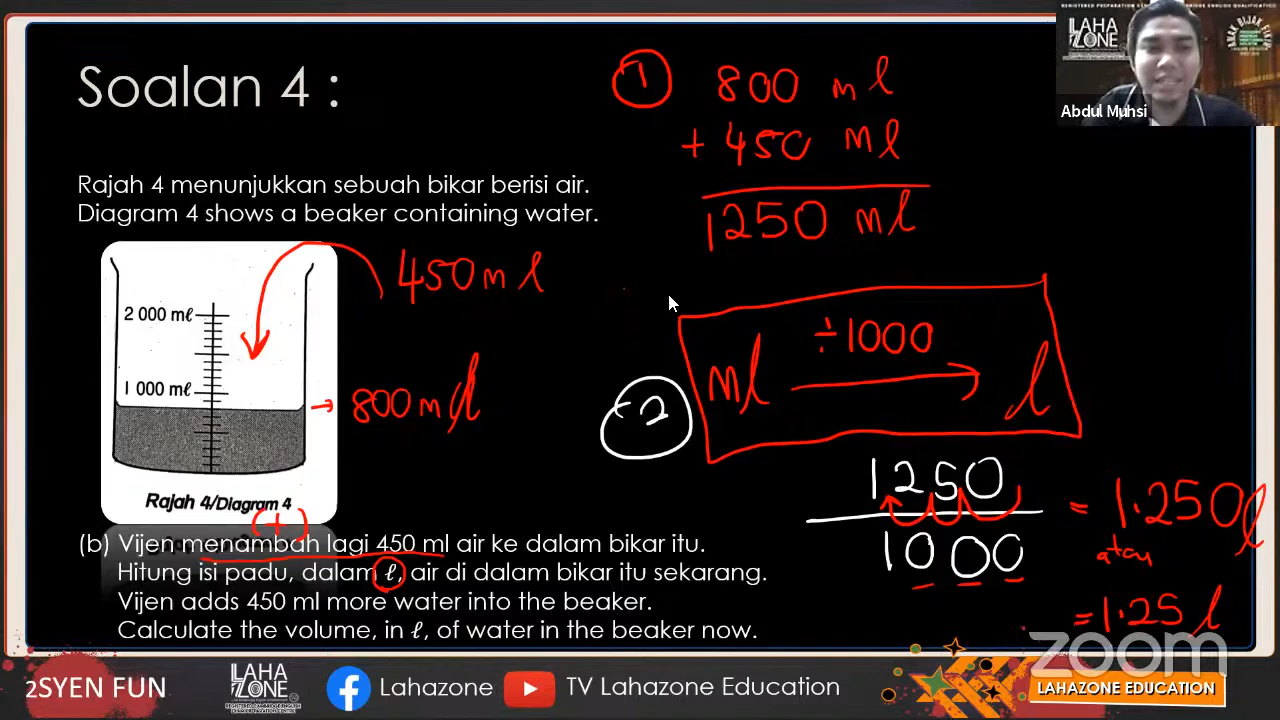 Soalan 4 :
Rajah 4 menunjukkan sebuah bikar berisi air.
Diagram 4 shows a beaker containing water.
2 000 mℓ
1 000 mℓ
Rajah 4/Diagram 4
450 ml
→ 800 ml
(+)
(b) Vijen menambah lagi 450 ml air ke dalam bikar itu.
Hitung isi padu, dalam ℓ, air di dalam bikar itu sekarang.
Vijen adds 450 ml more water into the beaker.
Calculate the volume, in ℓ, of water in the beaker now.
1
800 ml
+ 450 ml
1250 ml
2
ml ÷1000 → l
1250
1000
= 1.250 l
atau
= 1.25 l
LAHA
ZONE
ANAK BIJAK FIKIR
Abdul Muhsi
zoom
2SYEN FUN
LAHA
ZONE
Lahazone
TV Lahazone Education
LAHAZONE EDUCATION